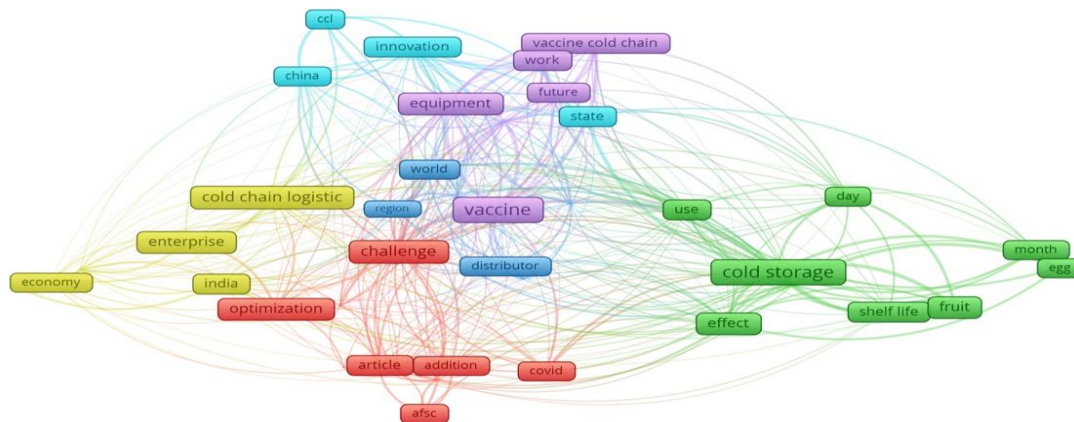 ccl
innovation
vaccine cold chain
work
china
future
equipment
state
world
cold chain logistic
day
region
vaccine
use
enterprise
challenge
month
distributor
cold storage
egg
economy
india
optimization
fruit
shelf life
effect
article
addition
covid
afsc